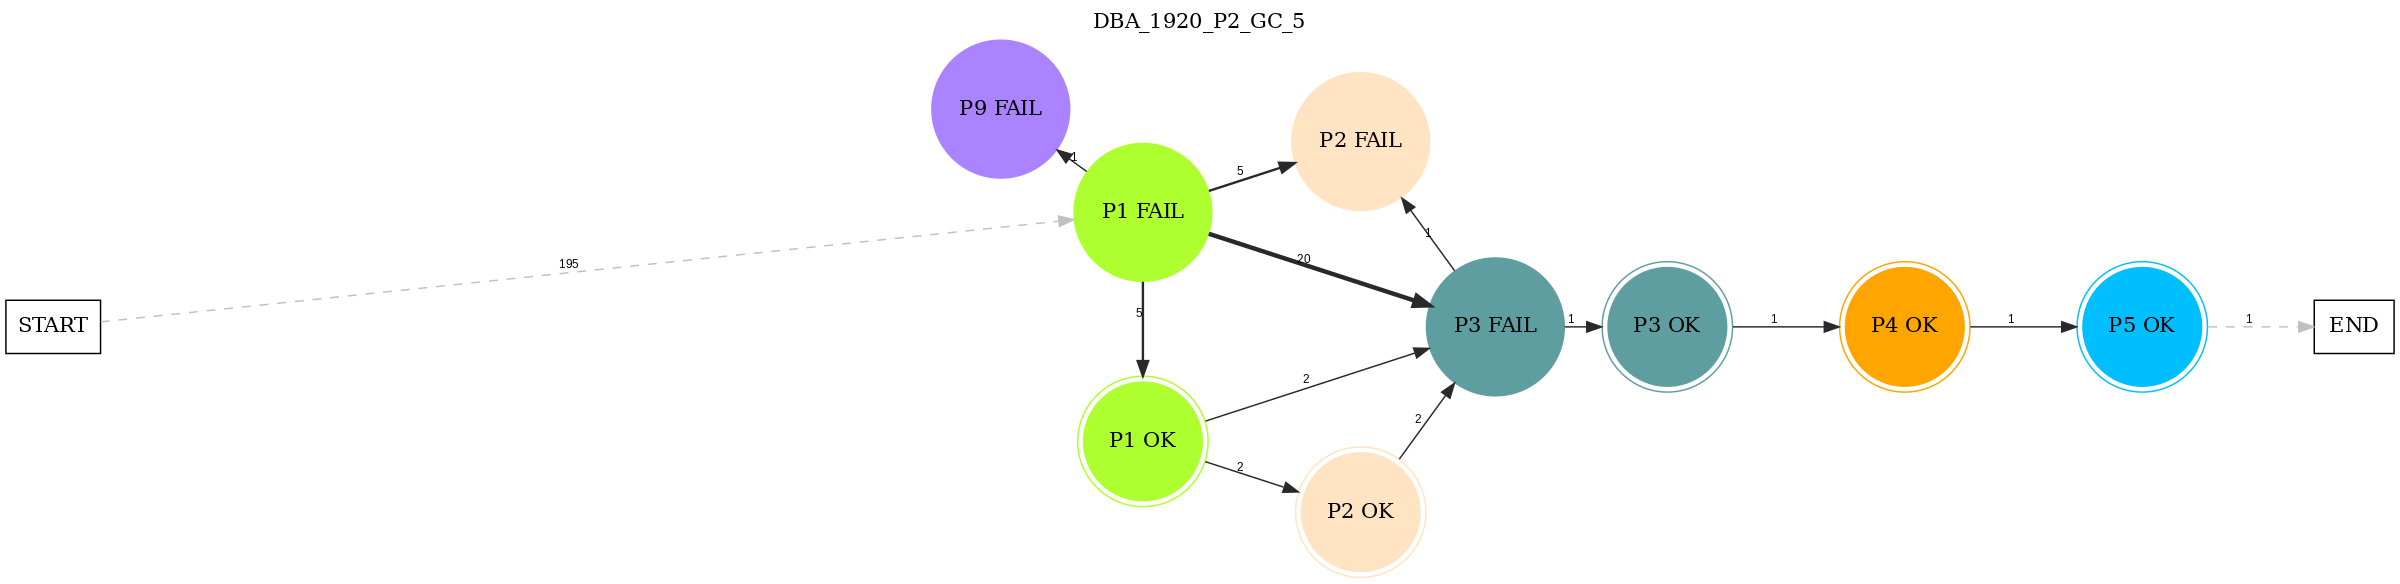 DBA_1920_P2_GC_5
P9 FAIL
P2 FAIL
1
5
P1 FAIL
195
1
20
5
START
P3 FAIL
1
P3 OK
1
P4 OK
1
P5 OK
1
END
2
2
P1 OK
2
P2 OK